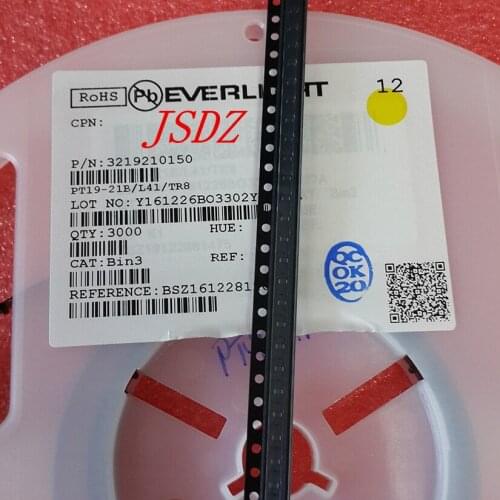 RoHS Pb EVERLIGHT 12
CPN: JSDZ
P/N:3219210150
PT19-21B/L41/TR8
LOT NO:Y161226BO3302Y
QTY:3000 HUE:
CAT:Bin3 REF:
REFERENCE:BSZ1612281
QC
OK
20